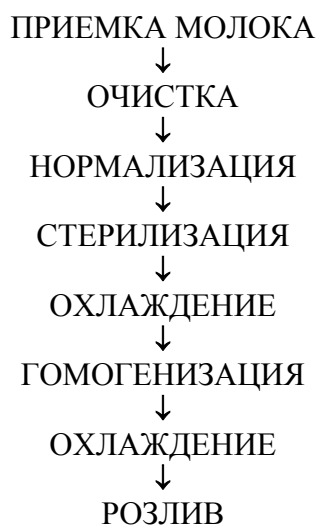 ПРИЕМКА МОЛОКА
↓
ОЧИСТКА
↓
НОРМАЛИЗАЦИЯ
↓
СТЕРИЛИЗАЦИЯ
↓
ОХЛАЖДЕНИЕ
↓
ГОМОГЕНИЗАЦИЯ
↓
ОХЛАЖДЕНИЕ
↓
РОЗЛИВ